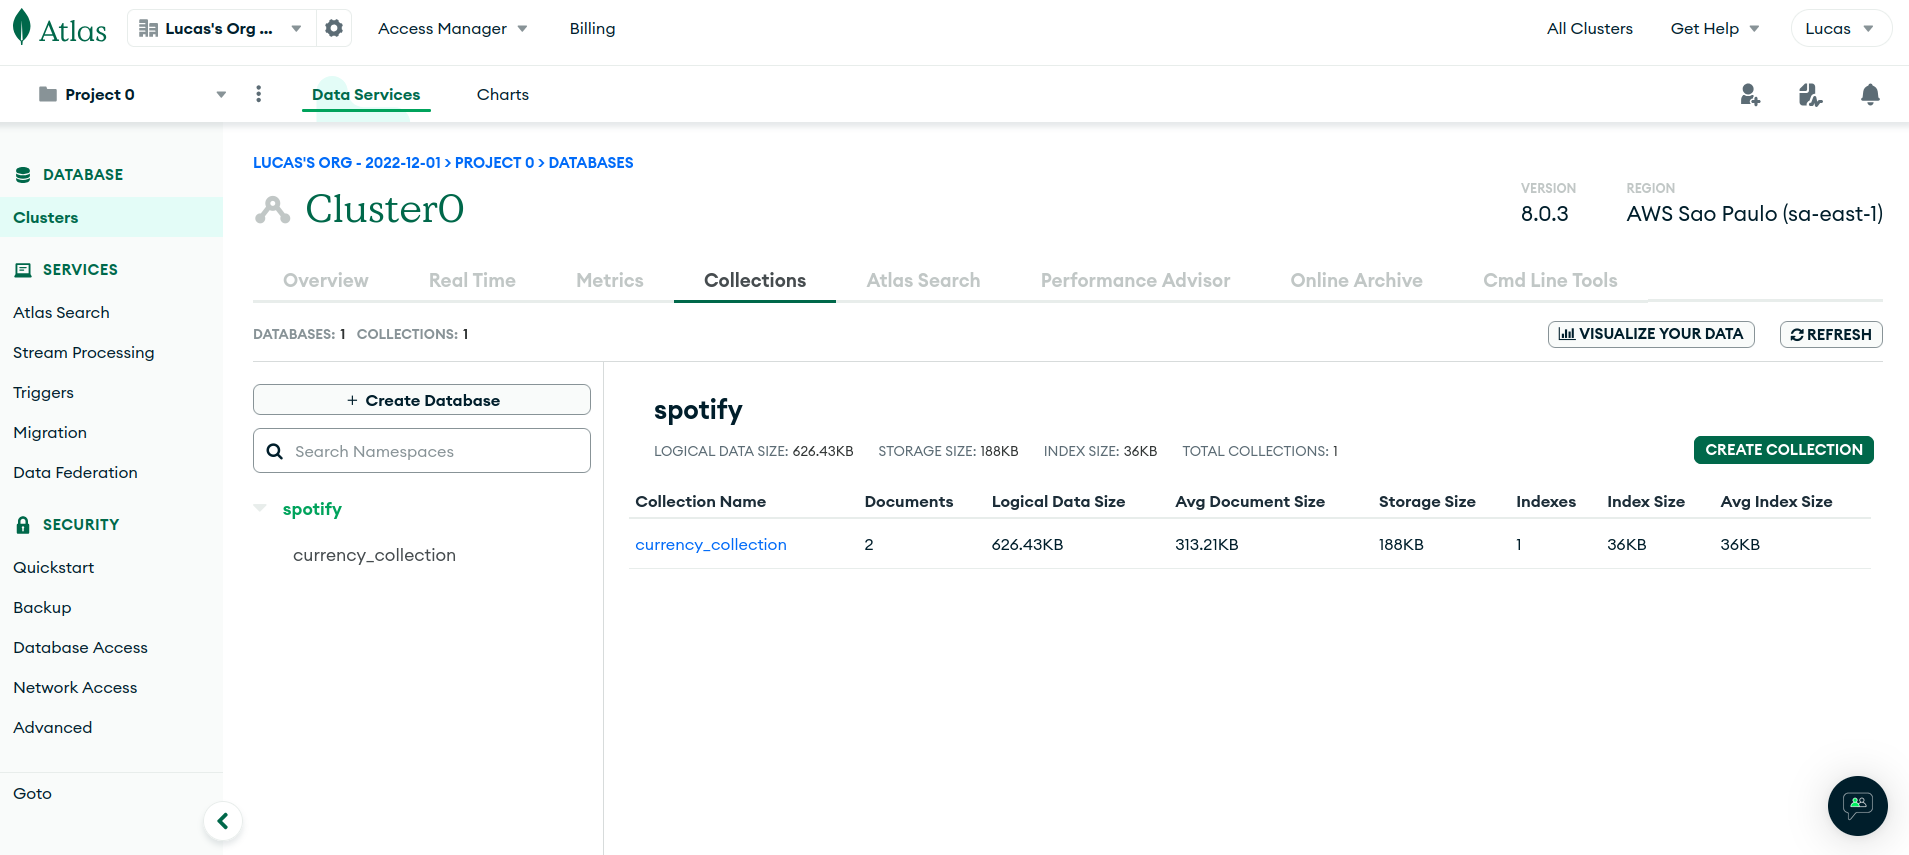 Atlas
Lucas's Org ...
Access Manager
Billing
All Clusters
Get Help
Lucas
Project 0
Data Services
Charts
DATABASE
Clusters
SERVICES
Atlas Search
Stream Processing
Triggers
Migration
Data Federation
SECURITY
Quickstart
Backup
Database Access
Network Access
Advanced
Goto
LUCAS'S ORG - 2022-12-01 > PROJECT 0 > DATABASES
Cluster0
VERSION
8.0.3
REGION
AWS Sao Paulo (sa-east-1)
Overview
Real Time
Metrics
Collections
Atlas Search
Performance Advisor
Online Archive
Cmd Line Tools
DATABASES: 1 COLLECTIONS: 1
VISUALIZE YOUR DATA
REFRESH
+ Create Database
Search Namespaces
spotify
currency_collection
spotify
LOGICAL DATA SIZE: 626.43KB STORAGE SIZE: 188KB INDEX SIZE: 36KB TOTAL COLLECTIONS: 1
CREATE COLLECTION
Collection Name Documents Logical Data Size Avg Document Size Storage Size Indexes Index Size Avg Index Size
currency_collection 2 626.43KB 313.21KB 188KB 1 36KB 36KB